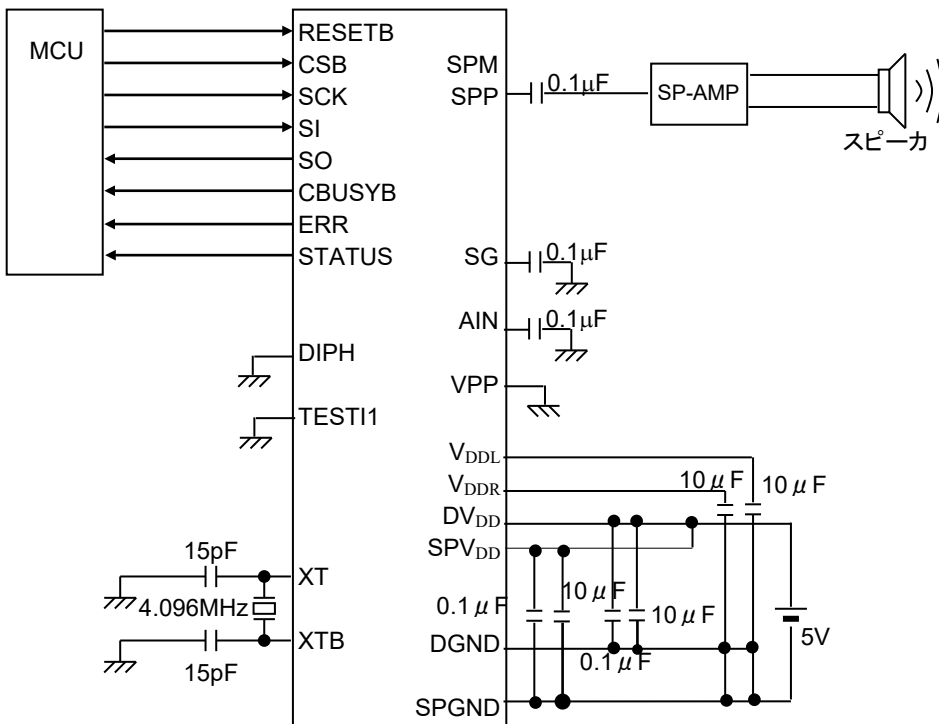 MCU
RESETB
CSB
SCK
SI
SO
CBUSYB
ERR
STATUS
DIPH
TESTI1
15pF
XT
4.096MHz
XTB
15pF
SPM
SPP
0.1μF
SP-AMP
スピーカ
SG
0.1μF
AIN
0.1μF
VPP
VDDL
VDDR
10μF
10μF
DVDD
SPVDD
0.1μF
10μF
10μF
DGND
0.1μF
5V
SPGND